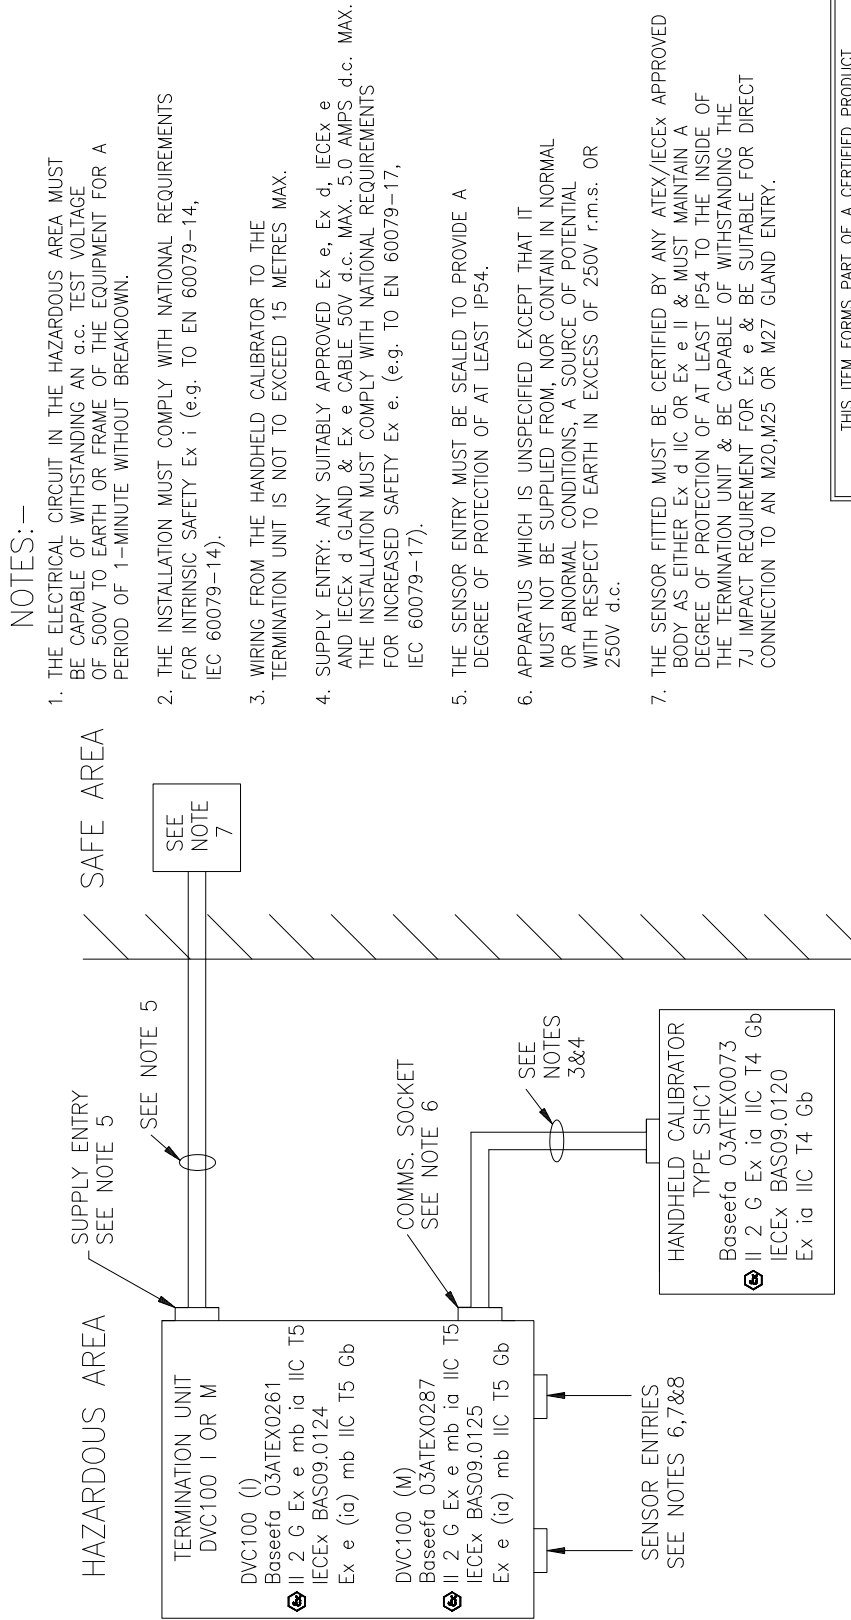 HAZARDOUS AREA
SAFE AREA
SUPPLY ENTRY
SEE NOTE 5
SEE NOTE 5
SEE
NOTE
7
TERMINATION UNIT
DVC100 I OR M
DVC100 (I)
Baseefa 03ATEX0261
Ex II 2 G Ex e mb ia IIC T5
IECEx BAS09.0124
Ex e (ia) mb IIC T5 Gb
DVC100 (M)
Baseefa 03ATEX0287
Ex II 2 G Ex e mb ia IIC T5
IECEx BAS09.0125
Ex e (ia) mb IIC T5 Gb
COMMS. SOCKET
SEE NOTE 6
SEE
NOTES
3&4
SENSOR ENTRIES
SEE NOTES 6,7&8
HANDHELD CALIBRATOR
TYPE SHC1
Baseefa 03ATEX0073
Ex II 2 G Ex ia IIC T4 Gb
IECEx BAS09.0120
Ex ia IIC T4 Gb
NOTES:-
1. THE ELECTRICAL CIRCUIT IN THE HAZARDOUS AREA MUST
BE CAPABLE OF WITHSTANDING AN a.c. TEST VOLTAGE
OF 500V TO EARTH OR FRAME OF THE EQUIPMENT FOR A
PERIOD OF 1-MINUTE WITHOUT BREAKDOWN.
2. THE INSTALLATION MUST COMPLY WITH NATIONAL REQUIREMENTS
FOR INTRINSIC SAFETY Ex i (e.g. TO EN 60079-14,
IEC 60079-14).
3. WIRING FROM THE HANDHELD CALIBRATOR TO THE
TERMINATION UNIT IS NOT TO EXCEED 15 METRES MAX.
4. SUPPLY ENTRY: ANY SUITABLY APPROVED Ex e, Ex d, IECEx e
AND IECEx d GLAND & Ex e CABLE 50V d.c. MAX. 5.0 AMPS d.c. MAX.
THE INSTALLATION MUST COMPLY WITH NATIONAL REQUIREMENTS
FOR INCREASED SAFETY Ex e. (e.g. TO EN 60079-17,
IEC 60079-17).
5. THE SENSOR ENTRY MUST BE SEALED TO PROVIDE A
DEGREE OF PROTECTION OF AT LEAST IP54.
6. APPARATUS WHICH IS UNSPECIFIED EXCEPT THAT IT
MUST NOT BE SUPPLIED FROM, NOR CONTAIN IN NORMAL
OR ABNORMAL CONDITIONS, A SOURCE OF POTENTIAL
WITH RESPECT TO EARTH IN EXCESS OF 250V r.m.s. OR
250V d.c.
7. THE SENSOR FITTED MUST BE CERTIFIED BY ANY ATEX/IECEx APPROVED
BODY AS EITHER Ex d IIC OR Ex e II & MUST MAINTAIN A
DEGREE OF PROTECTION OF AT LEAST IP54 TO THE INSIDE OF
THE TERMINATION UNIT & BE CAPABLE OF WITHSTANDING THE
7J IMPACT REQUIREMENT FOR Ex e & BE SUITABLE FOR DIRECT
CONNECTION TO AN M20,M25 OR M27 GLAND ENTRY.
THIS ITEM FORMS PART OF A CERTIFIED PRODUCT